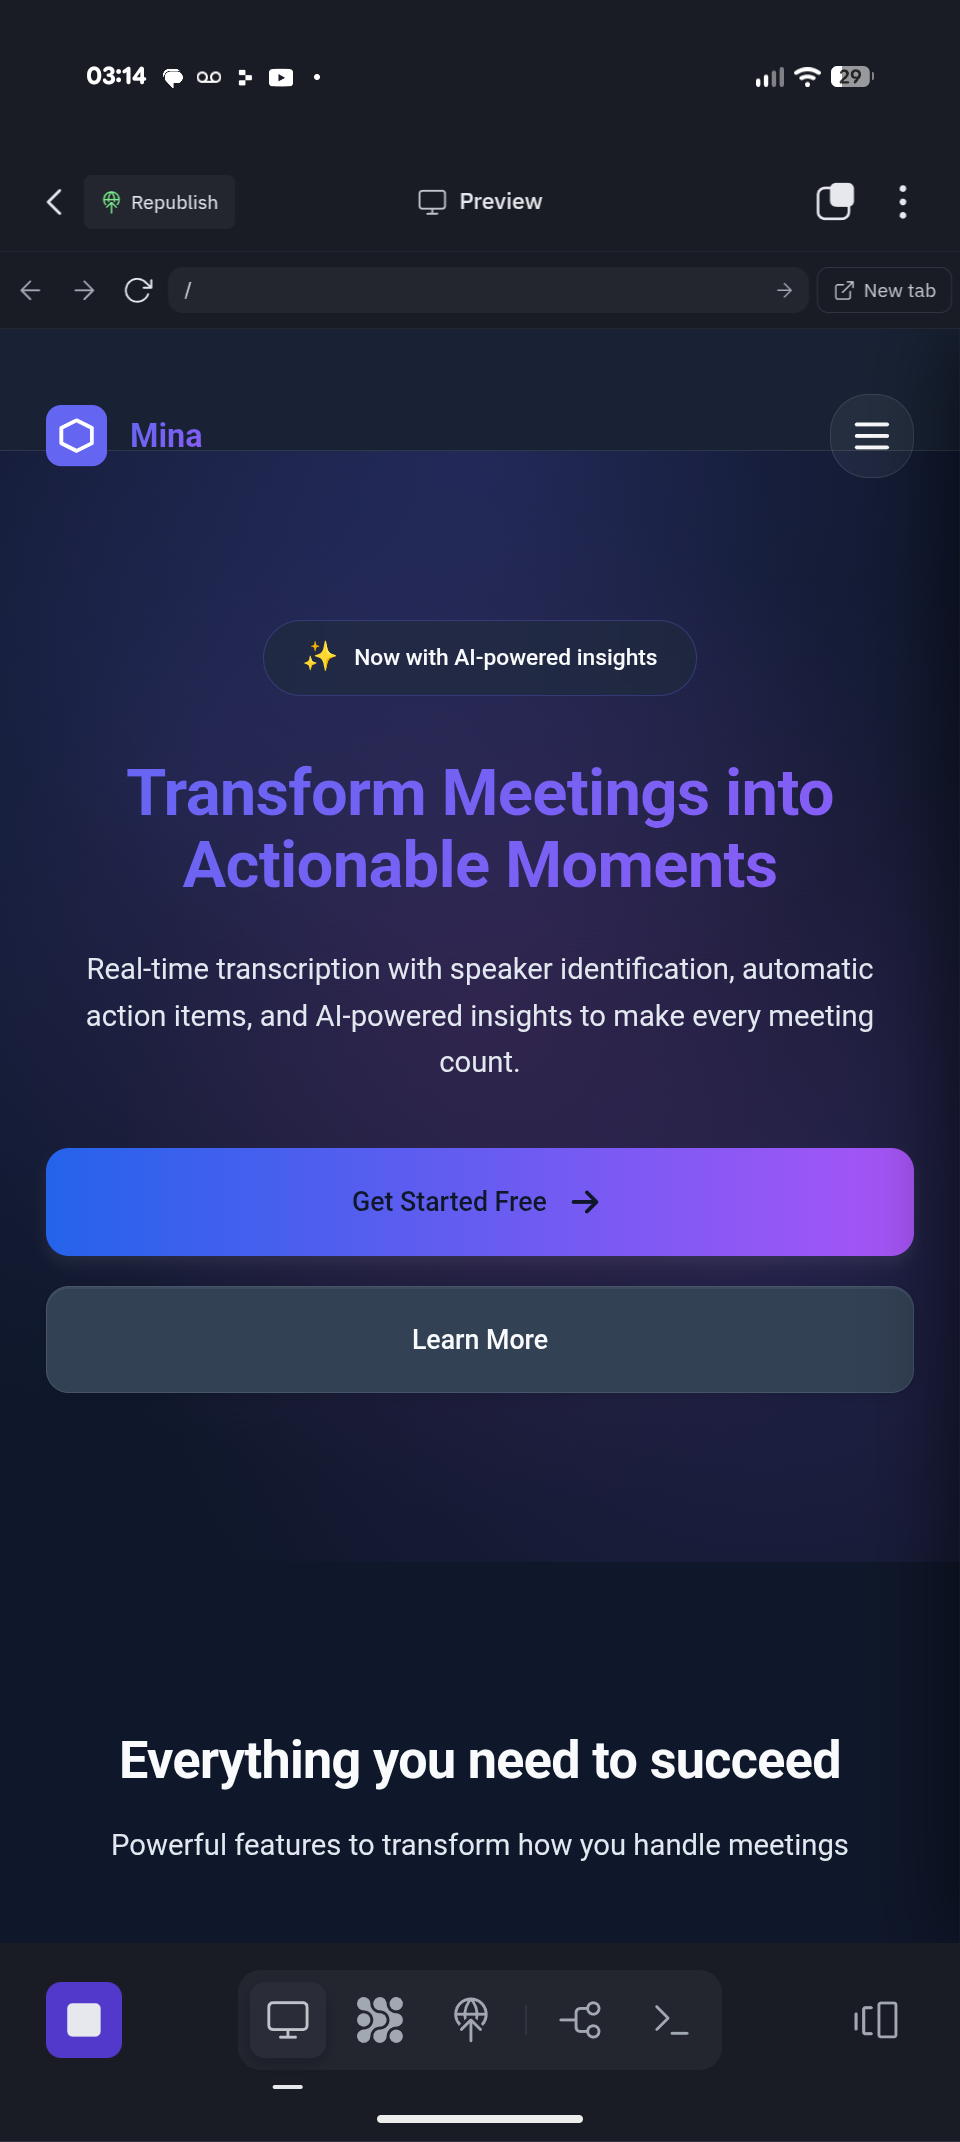 03:14
29
Republish
Preview
/
New tab
Mina
Now with AI-powered insights
Transform Meetings into
Actionable Moments
Real-time transcription with speaker identification, automatic
action items, and AI-powered insights to make every meeting
count.
Get Started Free
Learn More
Everything you need to succeed
Powerful features to transform how you handle meetings